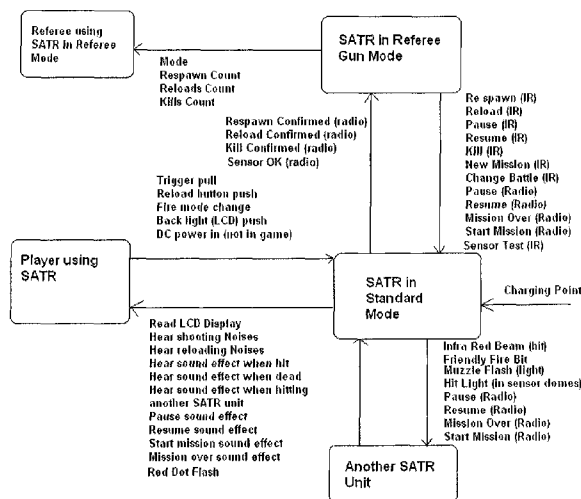 Referee using
SATR in Referee
Mode
SATR in Referee
Gun Mode
Mode
Respawn Count
Reloads Count
Kills Count
Respawn Confirmed (radio)
Reload Confirmed (radio)
Kill Confirmed (radio)
Sensor OK (radio)
Re spawn (IR)
Reload (IR)
Pause (IR)
Resume (IR)
Kill (IR)
New Mission (IR)
Change Battle (IR)
Pause (Radio)
Resume (Radio)
Mission Over (Radio)
Start Mission (Radio)
Sensor Test (IR)
Trigger pull
Reload button push
Fire mode change
Back light (LCD) push
DC power in (not in game)
Player using
SATR
SATR in
Standard
Mode
Charging Point
Read LCD Display
Hear shooting Noises
Hear reloading Noises
Hear sound effect when hit
Hear sound effect when dead
Hear sound effect when hitting
another SATR unit
Pause sound effect
Resume sound effect
Start mission sound effect
Mission over sound effect
Red Dot Flash
Infra Red Beam (hit)
Friendly Fire Bit
Muzzle Flash (light)
Hit Light (in sensor domes)
Pause (Radio)
Resume (Radio)
Mission Over (Radio)
Start Mission (Radio)
Another SATR
Unit